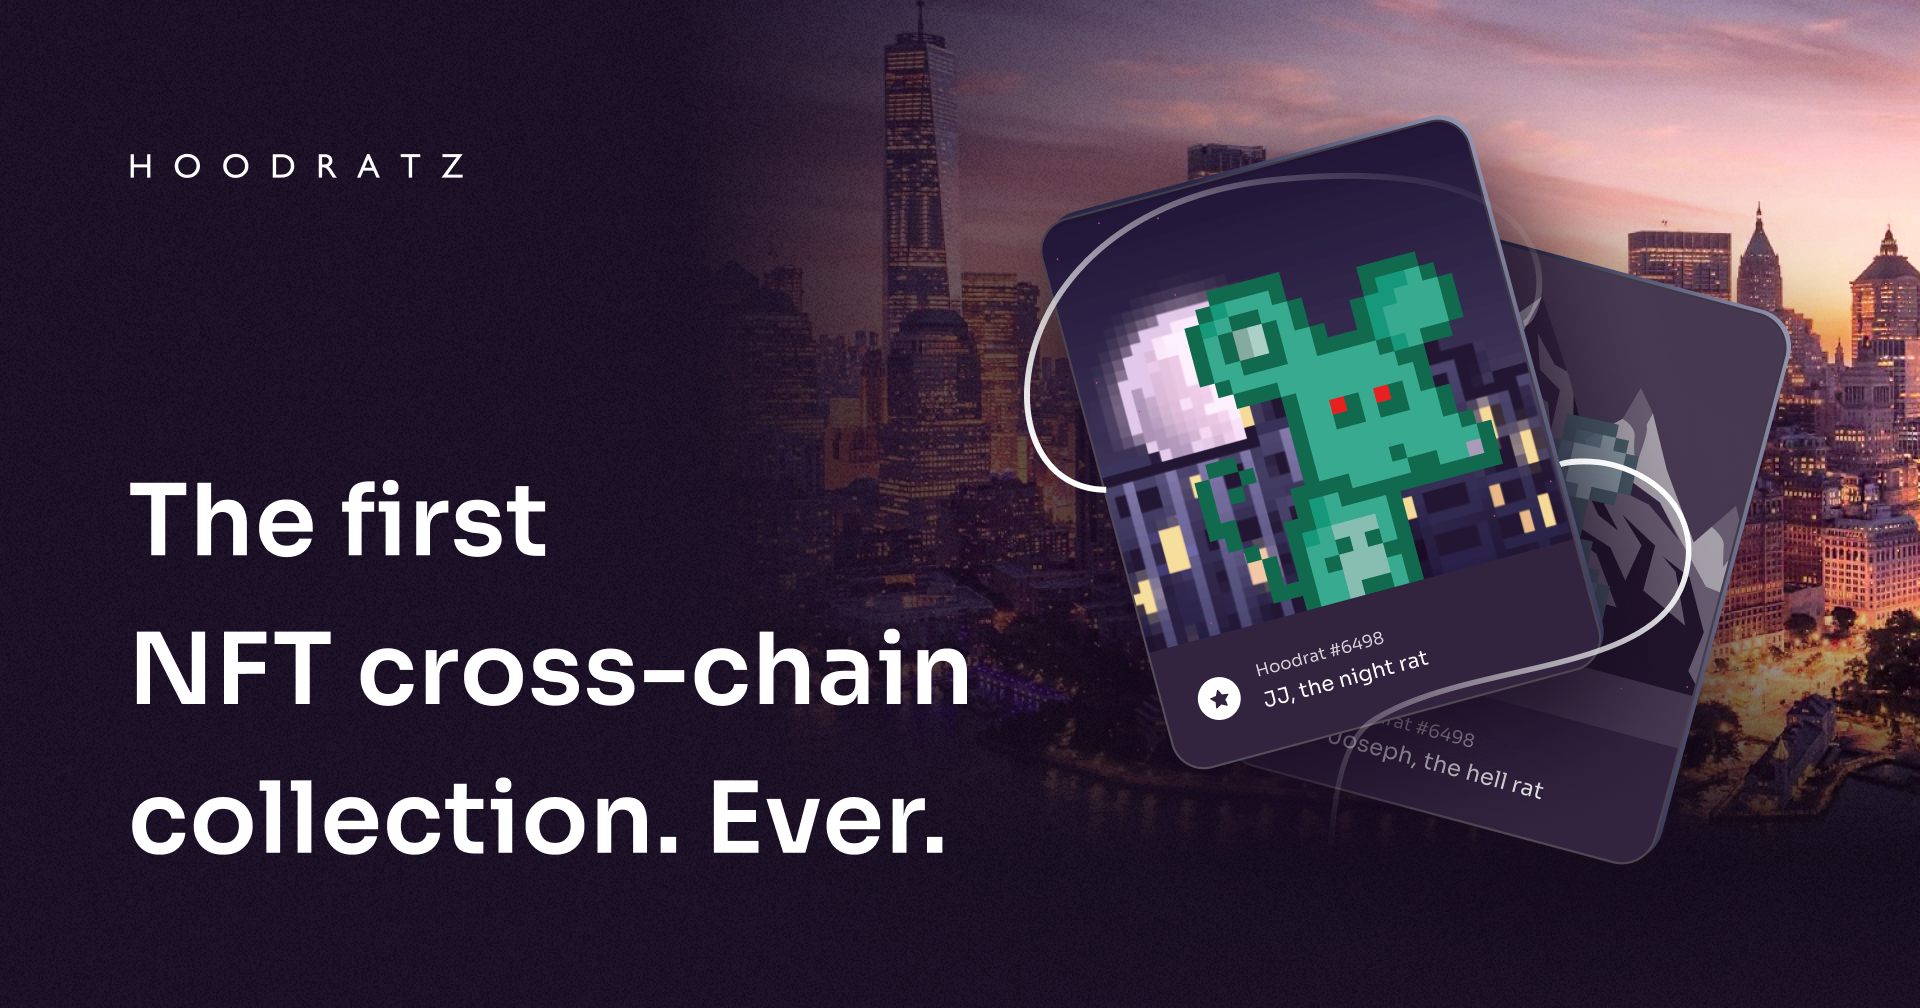 HOODRATZ
The first
NFT cross-chain
collection. Ever.
Hoodrat #6498
JJ, the night rat
rat #6498
Joseph, the hell rat